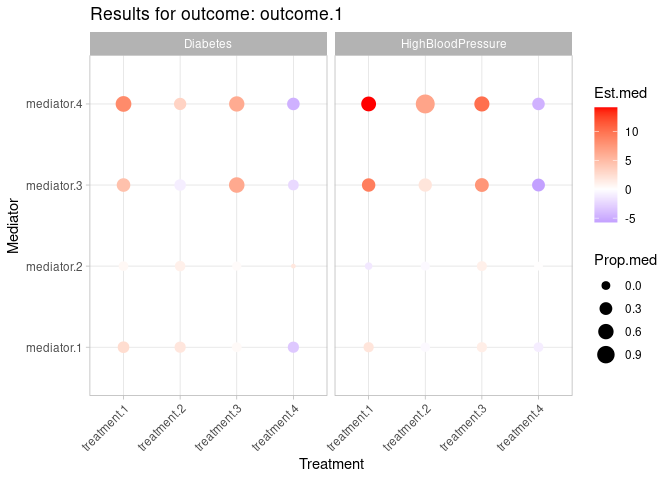 Results for outcome: outcome.1
Diabetes
HighBloodPressure
Mediator
mediator.4
mediator.3
mediator.2
mediator.1
treatment.1
treatment.2
treatment.3
treatment.4
treatment.1
treatment.2
treatment.3
treatment.4
Treatment
Est.med
10
5
0
-5
Prop.med
0.0
0.3
0.6
0.9